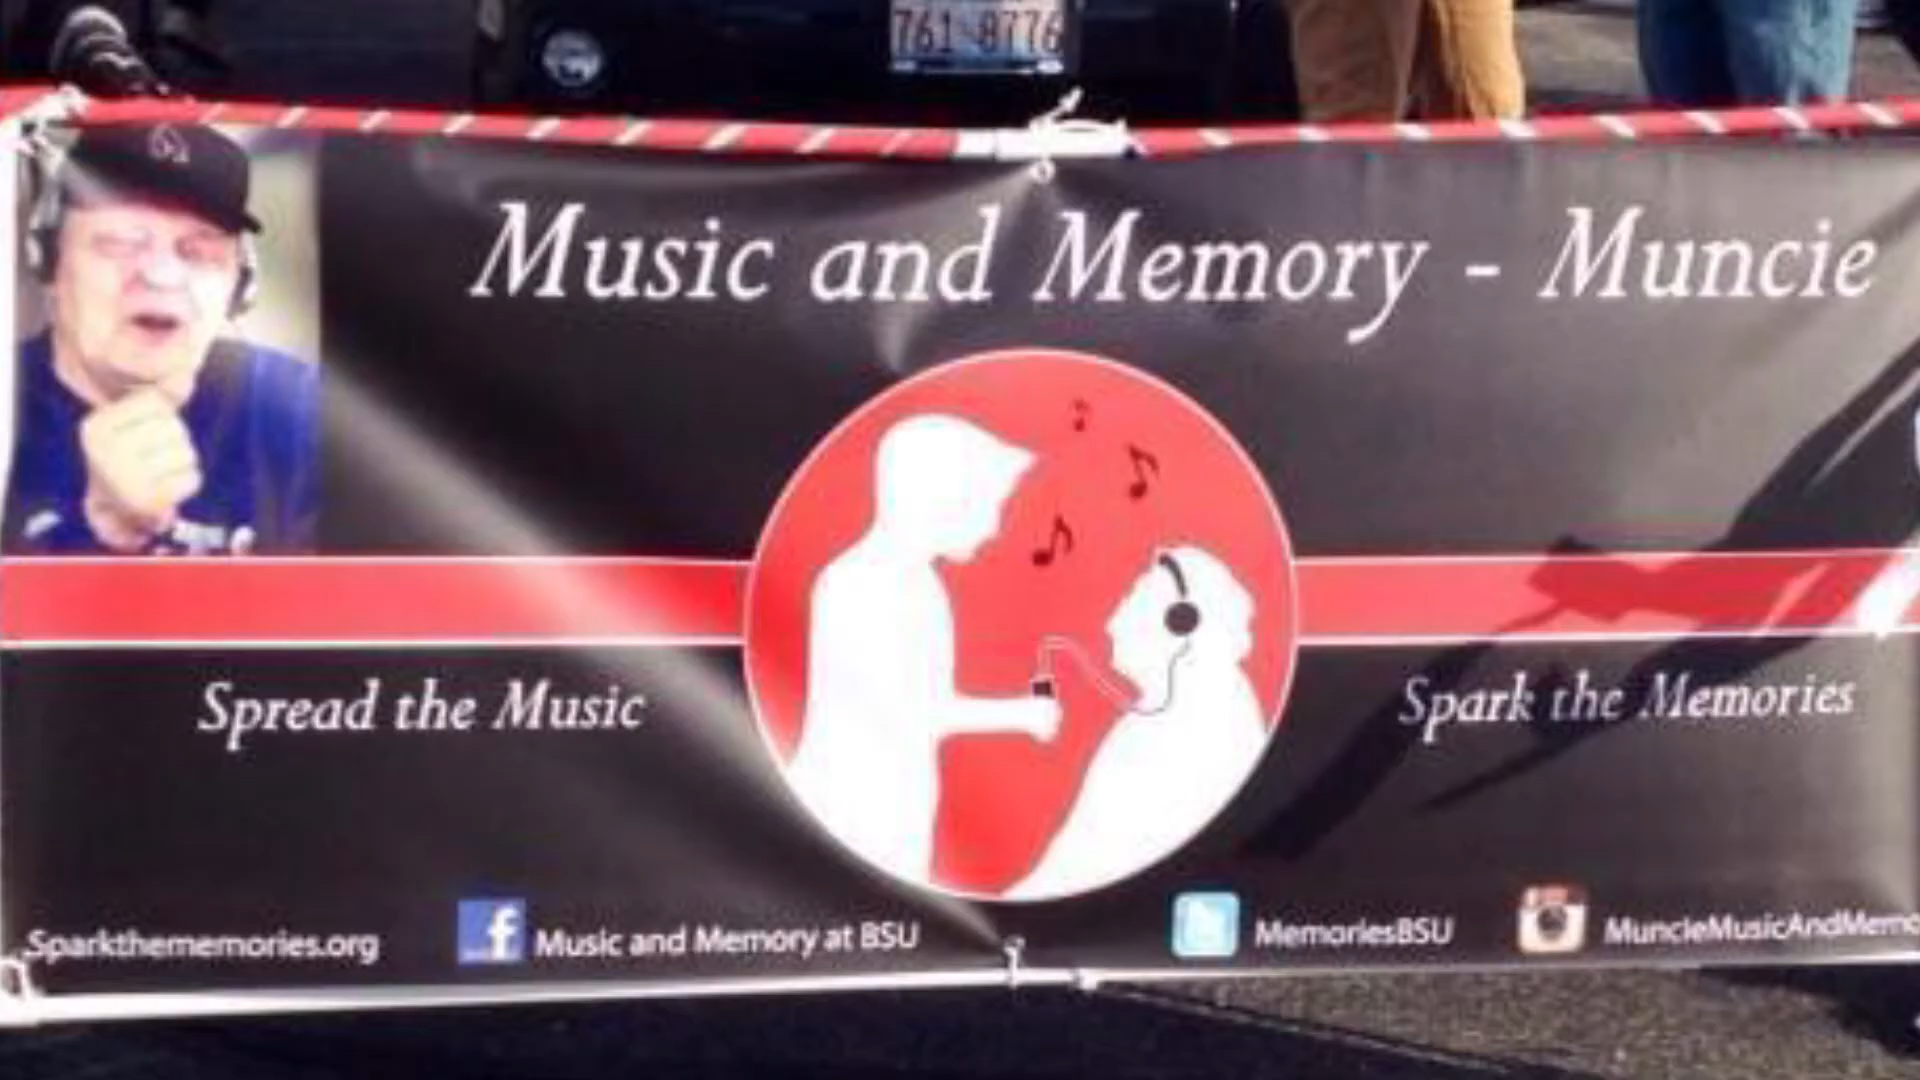 761 8776
Music and Memory - Muncie
Spread the Music
Spark the Memories
Sparkthememories.org
f Music and Memory at BSU
MemoriesBSU
MuncieMusicAndMemo